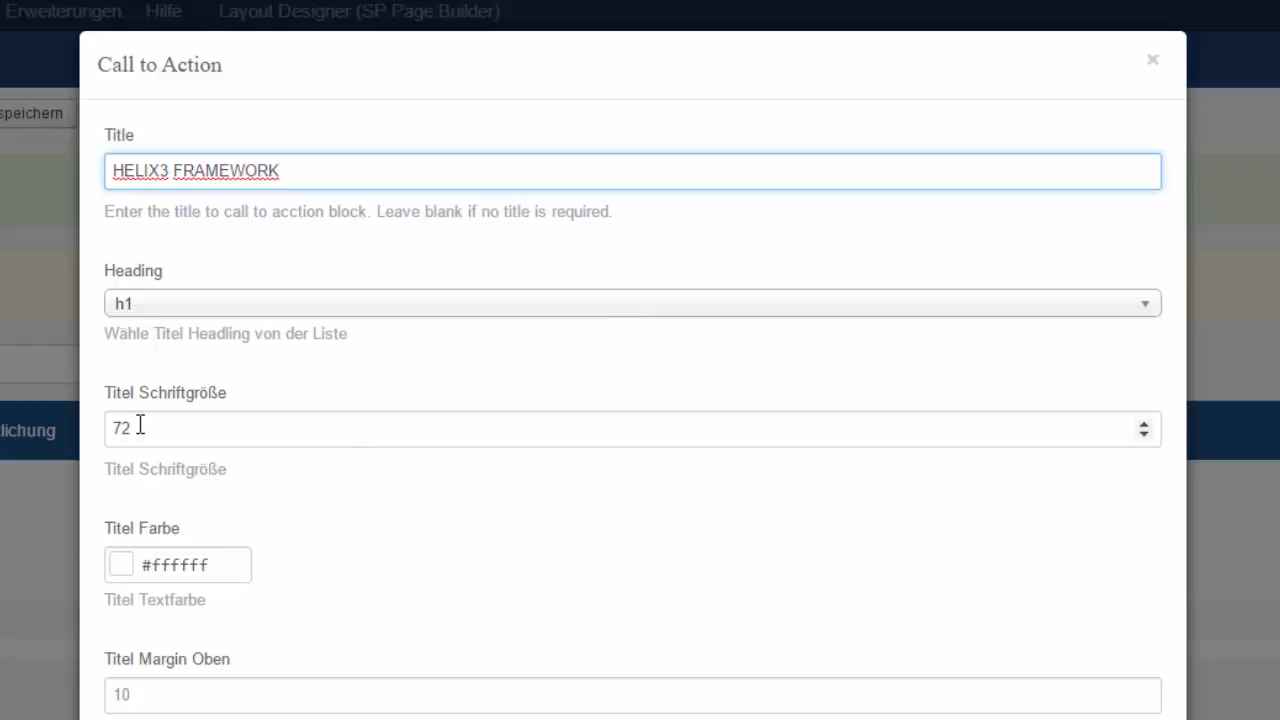 Erweiterungen Hilfe Layout Designer (SP Page Builder)
Call to Action ×
speichern
Title
HELIX3 FRAMEWORK
Enter the title to call to acction block. Leave blank if no title is required.
Heading
h1
Wähle Titel Headling von der Liste
Titel Schriftgröße
72
lichung
Titel Schriftgröße
Titel Farbe
#ffffff
Titel Textfarbe
Titel Margin Oben
10